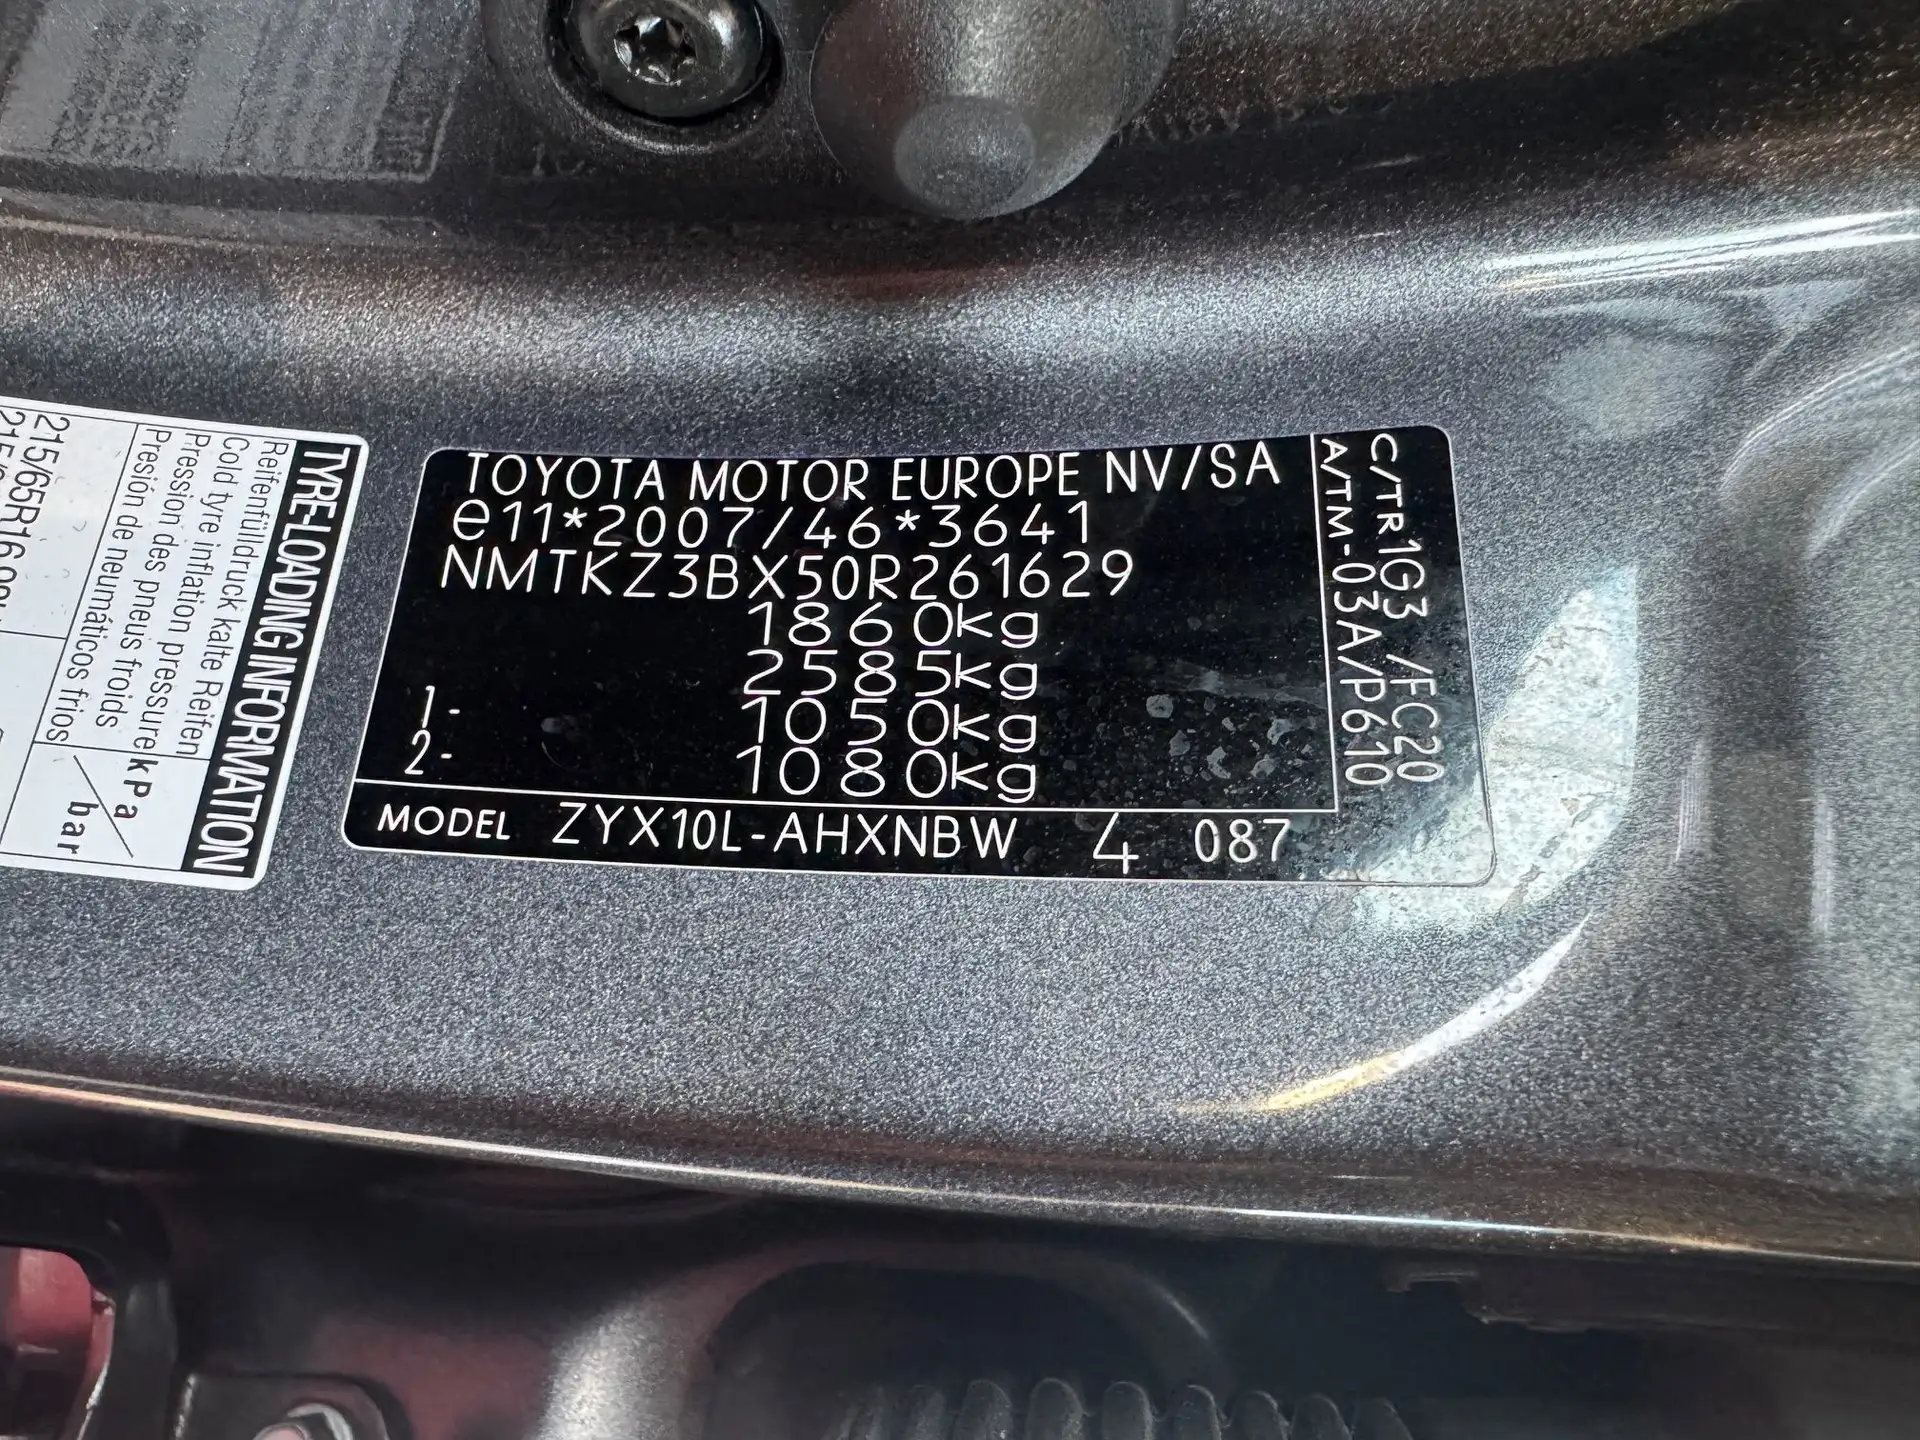 TOYOTA MOTOR EUROPE NV/SA
e11*2007/46*3641
NMTKZ3BX50R261629
1860kg
2585kg
1- 1050kg
2- 1080kg
MODEL ZYX10L-AHXNBW 4 087
C/TR 1G3 /FC20
A/TM-03A/P610
TYRE-LOADING INFORMATION
Reifenfülldruck kalte Reifen
Cold tyre inflation pressure
Pression des pneus froids
Presión de neumáticos fríos
kPa/
bar
215/65R16